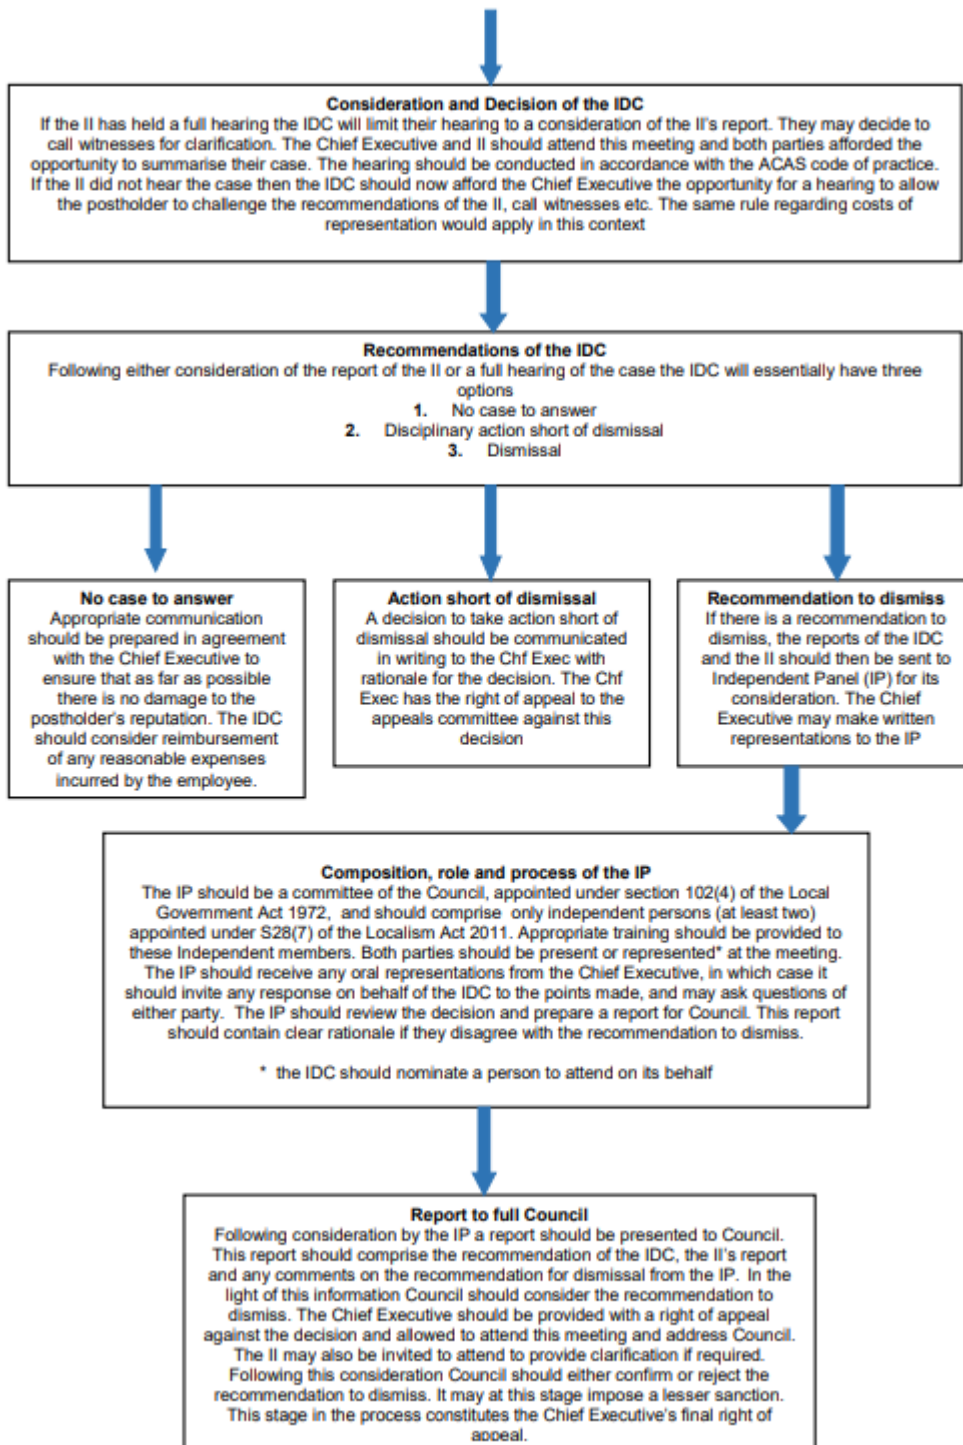 Consideration and Decision of the IDC
If the II has held a full hearing the IDC will limit their hearing to a consideration of the II's report. They may decide to
call witnesses for clarification. The Chief Executive and II should attend this meeting and both parties afforded the
opportunity to summarise their case. The hearing should be conducted in accordance with the ACAS code of practice.
If the II did not hear the case then the IDC should now afford the Chief Executive the opportunity for a hearing to allow
the postholder to challenge the recommendations of the II, call witnesses etc. The same rule regarding costs of
representation would apply in this context
Recommendations of the IDC
Following either consideration of the report of the II or a full hearing of the case the IDC will essentially have three
options
1. No case to answer
2. Disciplinary action short of dismissal
3. Dismissal
No case to answer
Appropriate communication
should be prepared in agreement
with the Chief Executive to
ensure that as far as possible
there is no damage to the
postholder's reputation. The IDC
should consider reimbursement
of any reasonable expenses
incurred by the employee.
Action short of dismissal
A decision to take action short of
dismissal should be communicated
in writing to the Chf Exec with
rationale for the decision. The Chf
Exec has the right of appeal to the
appeals committee against this
decision
Recommendation to dismiss
If there is a recommendation to
dismiss, the reports of the IDC
and the II should then be sent to
Independent Panel (IP) for its
consideration. The Chief
Executive may make written
representations to the IP
Composition, role and process of the IP
The IP should be a committee of the Council, appointed under section 102(4) of the Local
Government Act 1972, and should comprise only independent persons (at least two)
appointed under S28(7) of the Localism Act 2011. Appropriate training should be provided to
these Independent members. Both parties should be present or represented* at the meeting.
The IP should receive any oral representations from the Chief Executive, in which case it
should invite any response on behalf of the IDC to the points made, and may ask questions of
either party. The IP should review the decision and prepare a report for Council. This report
should contain clear rationale if they disagree with the recommendation to dismiss.
* the IDC should nominate a person to attend on its behalf
Report to full Council
Following consideration by the IP a report should be presented to Council.
This report should comprise the recommendation of the IDC, the II's report
and any comments on the recommendation for dismissal from the IP. In the
light of this information Council should consider the recommendation to
dismiss. The Chief Executive should be provided with a right of appeal
against the decision and allowed to attend this meeting and address Council.
The II may also be invited to attend to provide clarification if required.
Following this consideration Council should either confirm or reject the
recommendation to dismiss. It may at this stage impose a lesser sanction.
This stage in the process constitutes the Chief Executive's final right of
appeal.